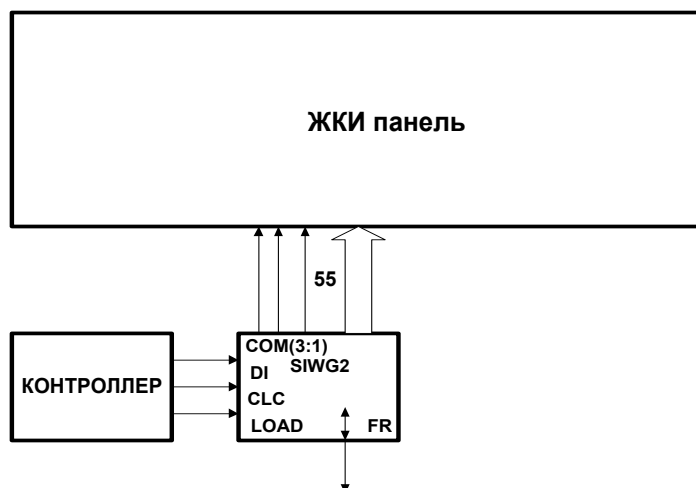 ЖКИ панель
55
COM(3:1)
SIWG2
DI
КОНТРОЛЛЕР
CLC
LOAD
FR